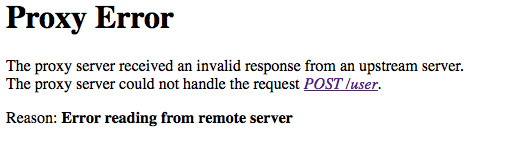 Proxy Error
The proxy server received an invalid response from an upstream server.
The proxy server could not handle the request POST /user.
Reason: Error reading from remote server